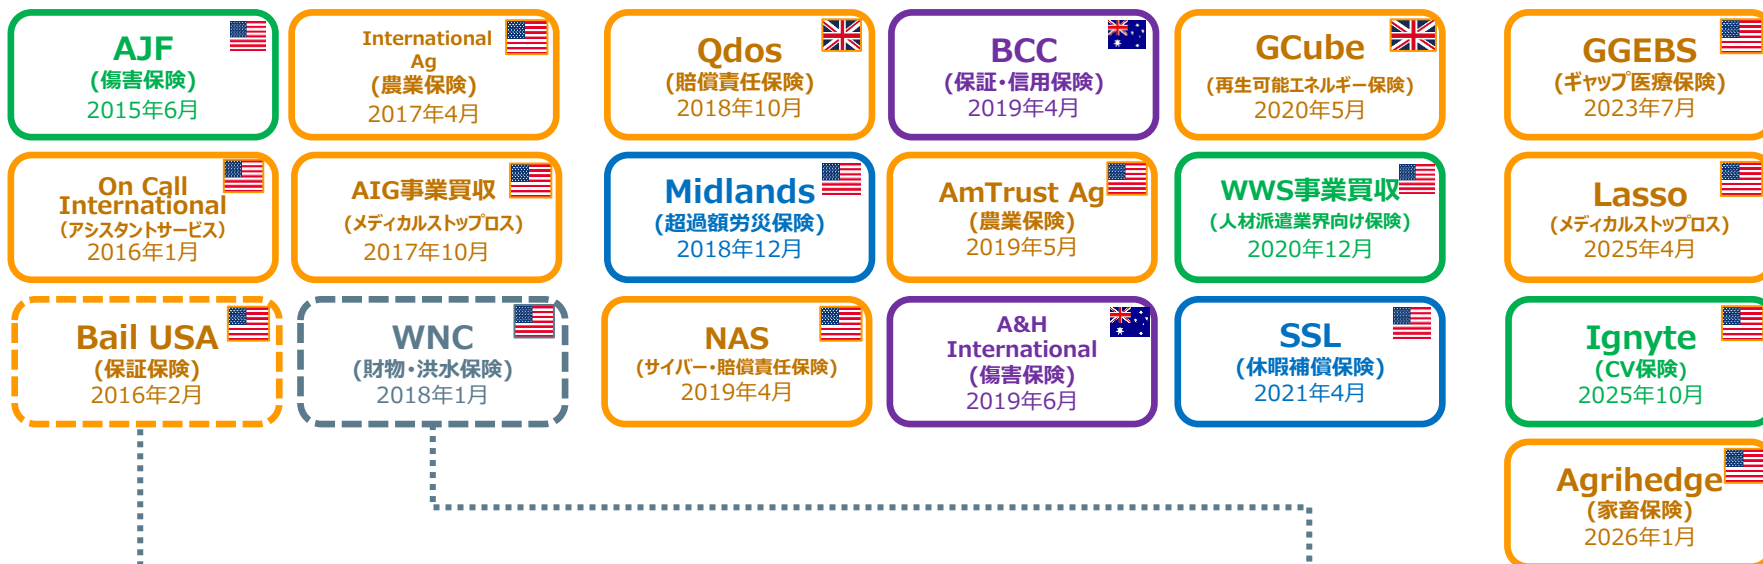 AJF
(傷害保険)
2015年6月
On Call
International
(アシスタントサービス)
2016年1月
Bail USA
(保証保険)
2016年2月
International
Ag
(農業保険)
2017年4月
AIG事業買収
(メディカルストップロス)
2017年10月
WNC
(財物・洪水保険)
2018年1月
Qdos
(賠償責任保険)
2018年10月
Midlands
(超過額労災保険)
2018年12月
NAS
(サイバー・賠償責任保険)
2019年4月
BCC
(保証・信用保険)
2019年4月
AmTrust Ag
(農業保険)
2019年5月
A&H
International
(傷害保険)
2019年6月
GCube
(再生可能エネルギー保険)
2020年5月
WWS事業買収
(人材派遣業界向け保険)
2020年12月
SSL
(休暇補償保険)
2021年4月
GGEBS
(ギャップ医療保険)
2023年7月
Lasso
(メディカルストップロス)
2025年4月
Ignyte
(CV保険)
2025年10月
Agrihedge
(家畜保険)
2026年1月